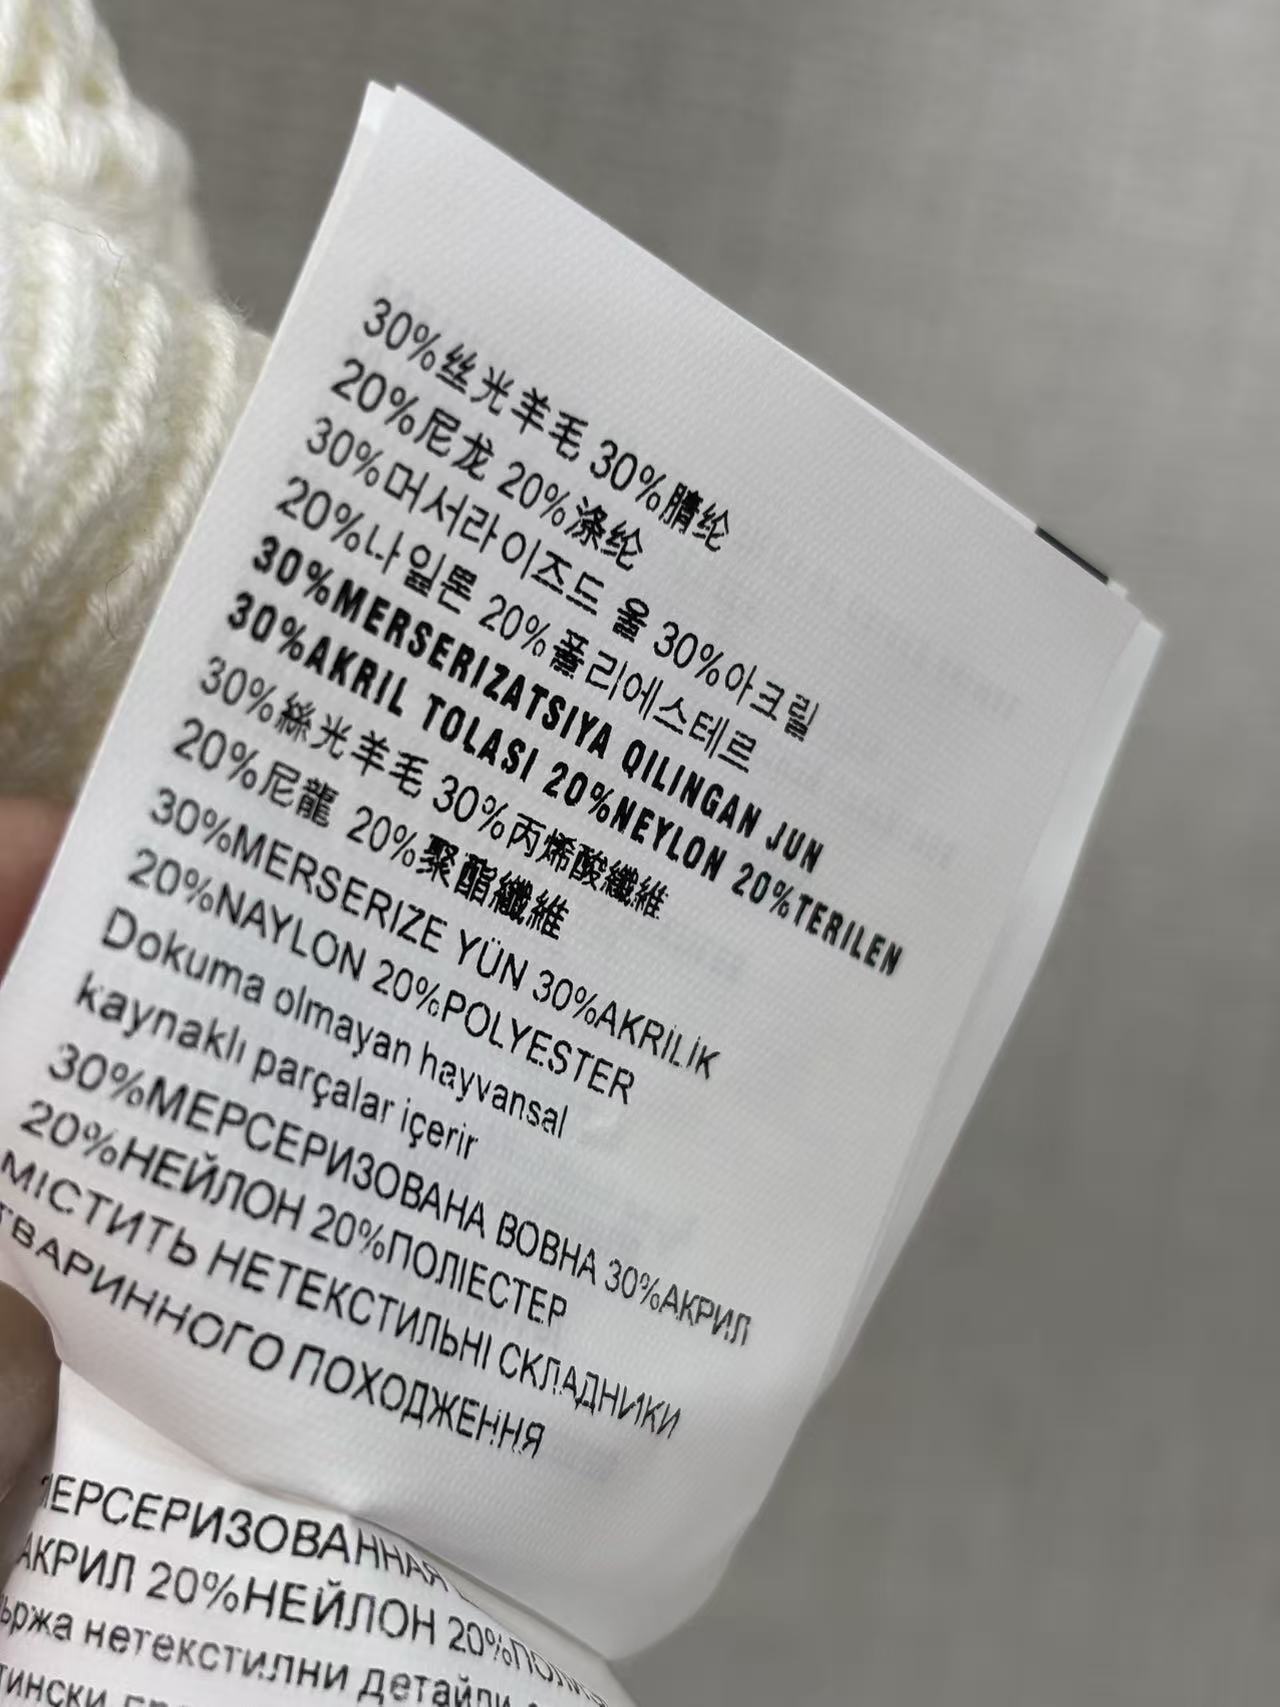 30%丝光羊毛 30%腈纶
20%尼龙 20%涤纶
30%머서라이즈드 울 30%아크릴
20%나일론 20%폴리에스테르
30%MERSERIZATSIYA QILINGAN JUN
30%AKRIL TOLASI 20%NEYLON 20%TERILEN
30%絲光羊毛 30%丙烯酸纖維
20%尼龍 20%聚酯纖維
30%MERSERIZE YÜN 30%AKRİLİK
20%NAYLON 20%POLYESTER
Dokuma olmayan hayvansal
kaynaklı parçalar içerir
30%МЕРСЕРИЗОВАНА ВОВНА 30%АКРИЛ
20%НЕЙЛОН 20%ПОЛІЕСТЕР
МІСТИТЬ НЕТЕКСТИЛЬНІ СКЛАДНИКИ
ТВАРИННОГО ПОХОДЖЕННЯ
МЕРСЕРИЗОВАННАЯ
АКРИЛ 20%НЕЙЛОН 20%
нетекстилни детайли